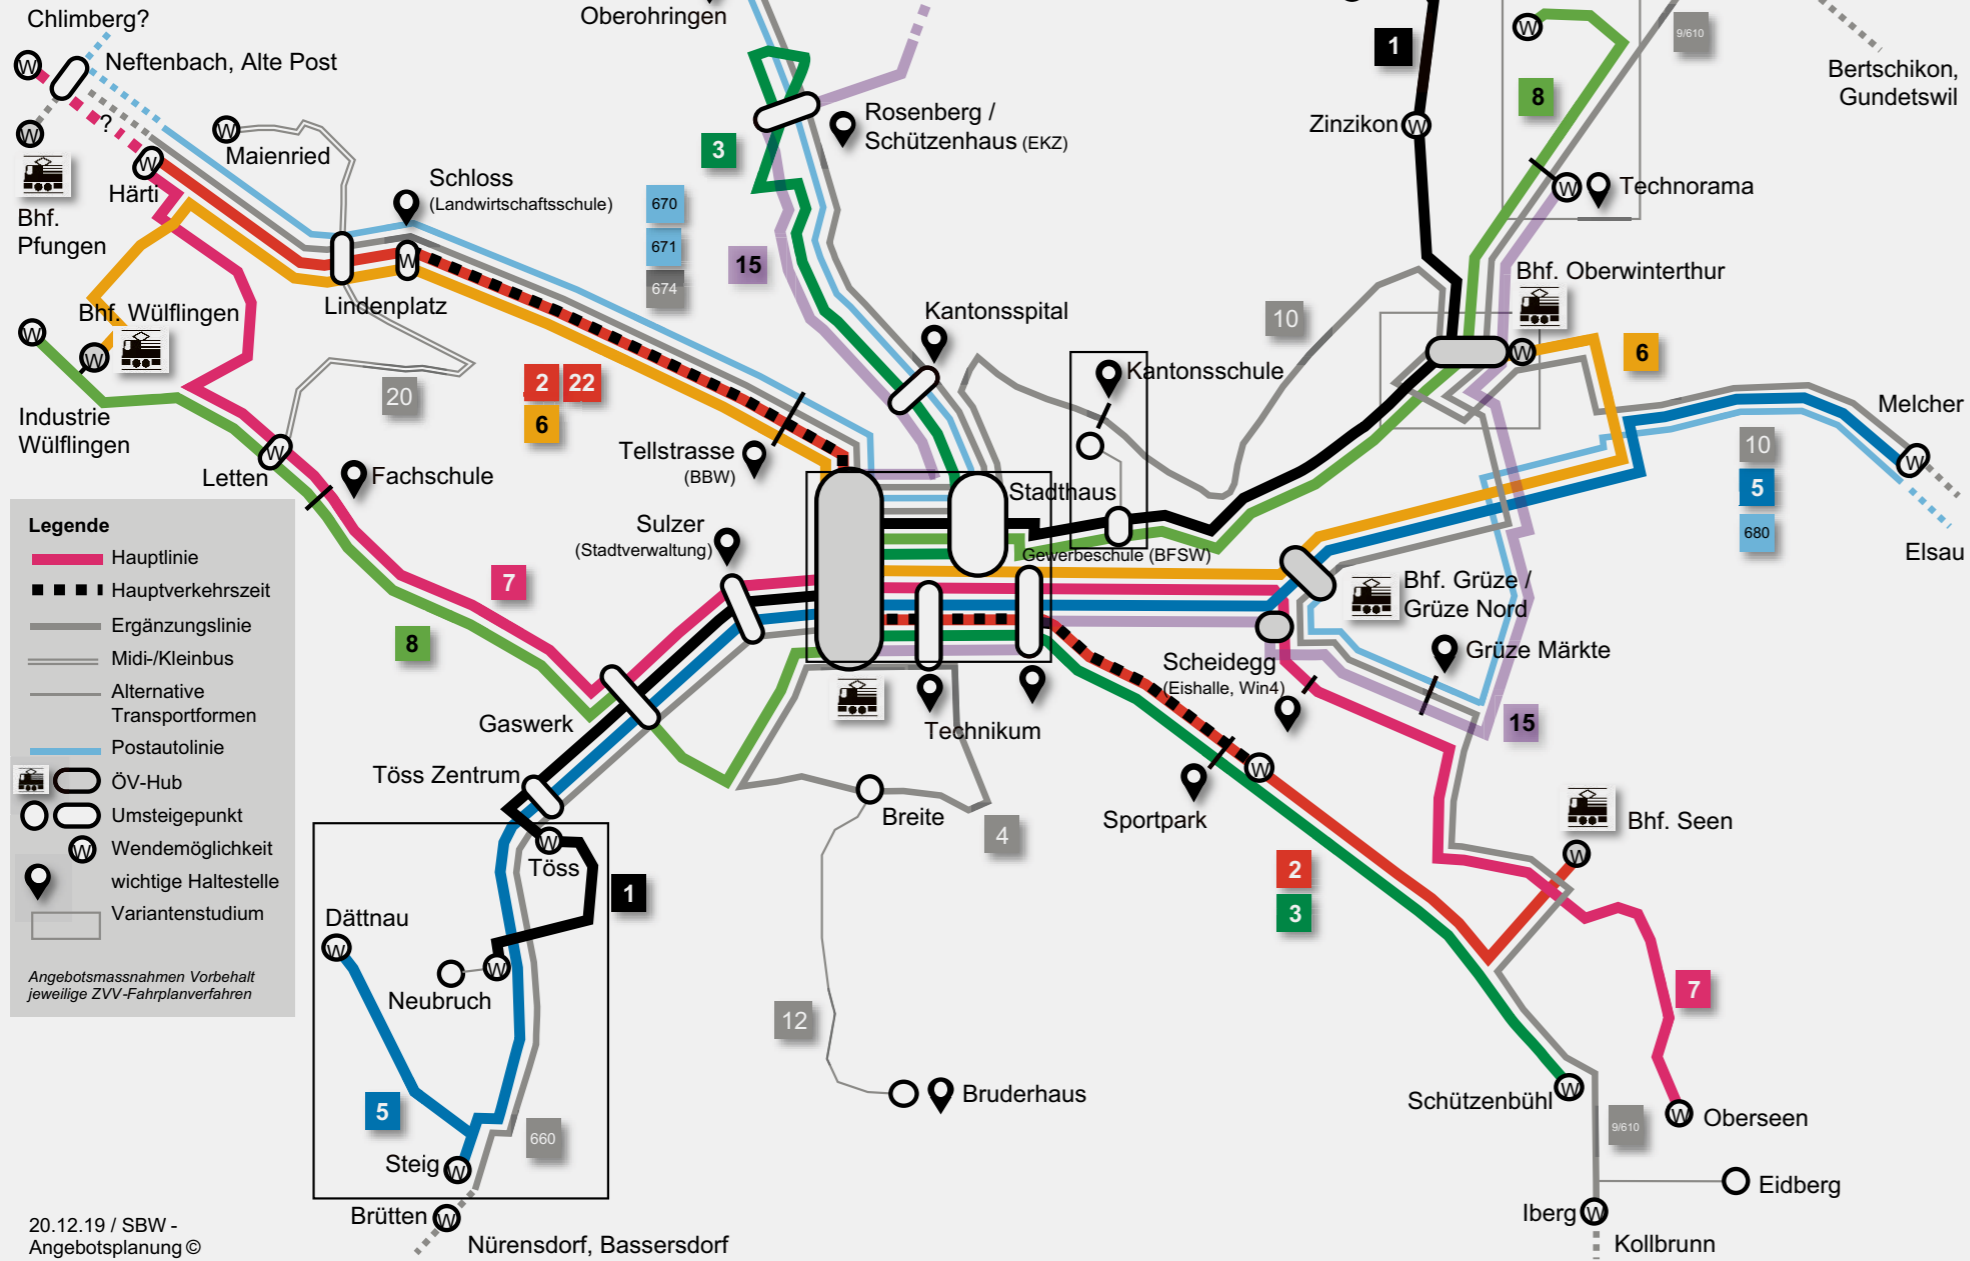 Chlimberg?
Neftenbach, Alte Post
?
W
W
W
W
Maienried
Härti
Bhf.
Pfungen
Schloss
(Landwirtschaftsschule)
W
Lindenplatz
Oberohringen
Rosenberg /
Schützenhaus (EKZ)
3
670
671
674
15
Kantonsspital
1
Zinzikon
W
8
W
9/610
Bertschikon,
Gundetswil
W
Technorama
Bhf. Oberwinterthur
W
10
6
Melcher
W
10
5
680
Elsau
Bhf. Wülflingen
W
W
Industrie
Wülflingen
20
2
22
6
Letten
W
Fachschule
Tellstrasse
(BBW)
Sulzer
(Stadtverwaltung)
Kantonsschule
Stadthaus
Gewerbeschule (BFSW)
Bhf. Grüze /
Grüze Nord
Grüze Märkte
Scheidegg
(Eishalle, Win4)
15
7
8
Gaswerk
Töss Zentrum
Technikum
Breite
4
Sportpark
W
Bhf. Seen
W
2
3
Legende
Hauptlinie
Hauptverkehrszeit
Ergänzungslinie
Midi-/Kleinbus
Alternative
Transportformen
Postautolinie
ÖV-Hub
Umsteigepunkt
W
Wendemöglichkeit
wichtige Haltestelle
Variantenstudium
Angebotsmassnahmen Vorbehalt
jeweilige ZVV-Fahrplanverfahren
W
Töss
1
Dättnau
W
W
Neubruch
5
660
Steig
W
Brütten
W
Nürensdorf, Bassersdorf
12
Bruderhaus
7
Schützenbühl
W
W
Oberseen
9/610
Eidberg
Iberg
W
Kollbrunn
20.12.19 / SBW -
Angebotsplanung ©